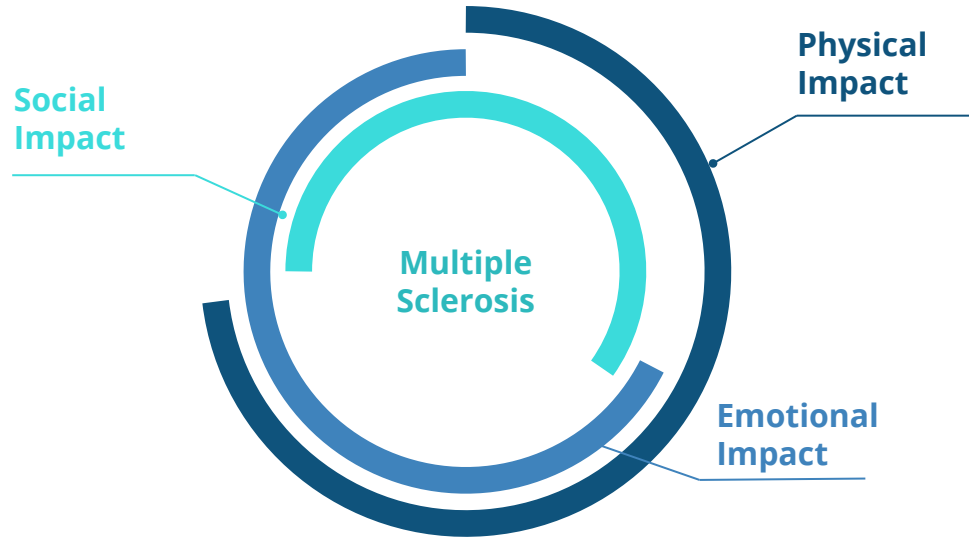 Physical
Impact
Social
Impact
Multiple
Sclerosis
Emotional
Impact